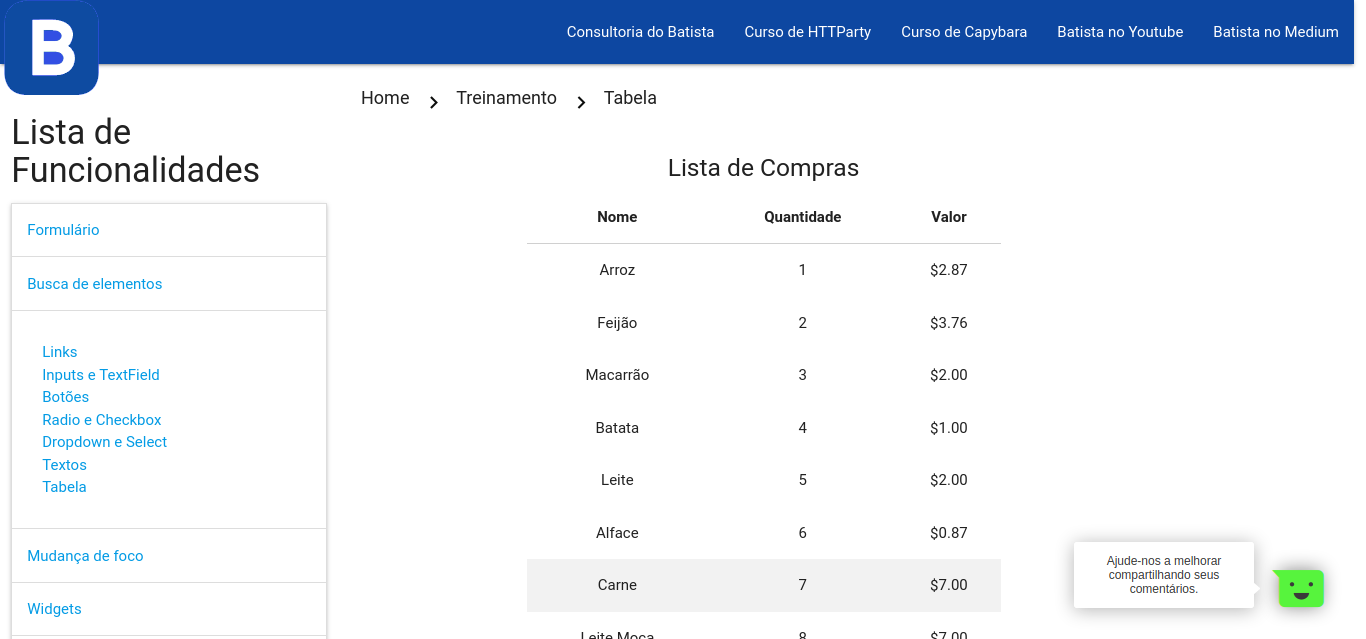 B
Consultoria do Batista Curso de HTTParty Curso de Capybara Batista no Youtube Batista no Medium
Home Treinamento Tabela
Lista de
Funcionalidades
Formulário
Busca de elementos
Links
Inputs e TextField
Botões
Radio e Checkbox
Dropdown e Select
Textos
Tabela
Mudança de foco
Widgets
Lista de Compras
Nome Quantidade Valor
Arroz 1 $2.87
Feijão 2 $3.76
Macarrão 3 $2.00
Batata 4 $1.00
Leite 5 $2.00
Alface 6 $0.87
Carne 7 $7.00
Leite Moça 8 $7.00
Ajude-nos a melhorar
compartilhando seus
comentários.